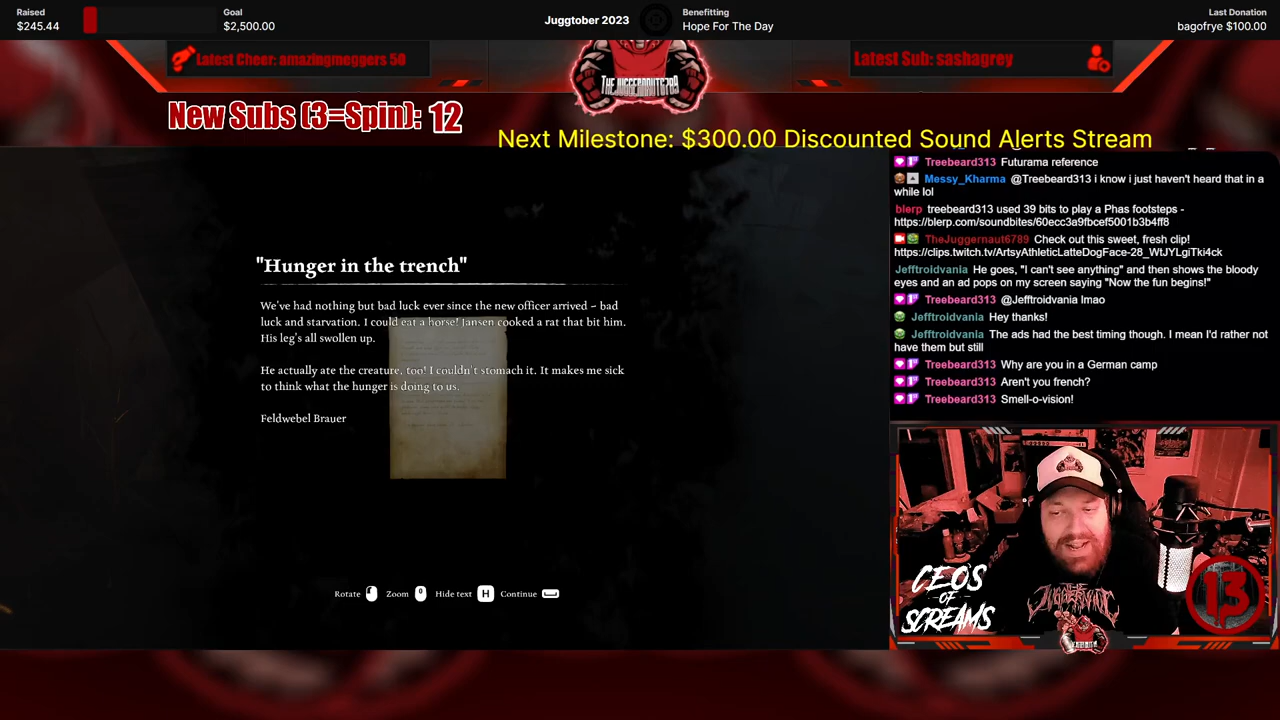 Raised
$245.44
Goal
$2,500.00
Juggtober 2023
Benefitting
Hope For The Day
Last Donation
bagofrye $100.00
Latest Cheer: amazingmeggers 50
THEJUGGERNAUT6789
Latest Sub: sashagrey
New Subs (3=Spin): 12
Next Milestone: $300.00 Discounted Sound Alerts Stream
"Hunger in the trench"
We've had nothing but bad luck ever since the new officer arrived – bad
luck and starvation. I could eat a horse! Jansen cooked a rat that bit him.
His leg's all swollen up.
He actually ate the creature, too! I couldn't stomach it. It makes me sick
to think what the hunger is doing to us.
Feldwebel Brauer
Rotate
Zoom
Hide text H
Continue
Treebeard313 Futurama reference
Messy_Kharma @Treebeard313 i know i just haven't heard that in a
while lol
blerp treebeard313 used 39 bits to play a Phas footsteps -
https://blerp.com/soundbites/60ecc3a9fbcef5001b3b4ff8
TheJuggernaut6789 Check out this sweet, fresh clip!
https://clips.twitch.tv/ArtsyAthleticLatteDogFace-28_WtJYLgiTki4ck
Jefftroidvania He goes, "I can't see anything" and then shows the bloody
eyes and an ad pops on my screen saying "Now the fun begins!"
Treebeard313 @Jefftroidvania lmao
Jefftroidvania Hey thanks!
Jefftroidvania The ads had the best timing though. I mean I'd rather not
have them but still
Treebeard313 Why are you in a German camp
Treebeard313 Aren't you french?
Treebeard313 Smell-o-vision!
CEOS
OF
SCREAMS
13